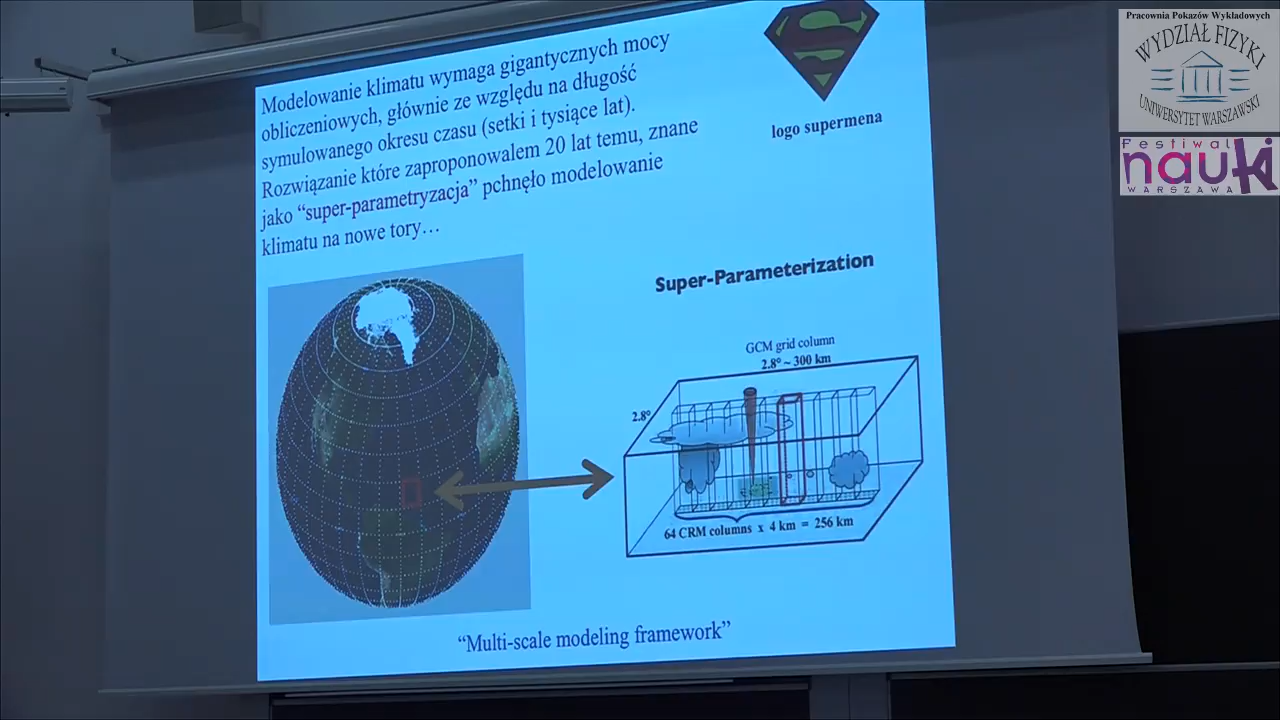 Modelowanie klimatu wymaga gigantycznych mocy
obliczeniowych, głównie ze względu na długość
symulowanego okresu czasu (setki i tysiące lat).
Rozwiązanie które zaproponowalem 20 lat temu, znane
jako “super-parametryzacja” pchnęło modelowanie
klimatu na nowe tory…
S
logo supermena
Super-Parameterization
GCM grid column
2.8° ~ 300 km
2.8°
64 CRM columns x 4 km = 256 km
“Multi-scale modeling framework”
Pracownia Pokazów Wykładowych
WYDZIAŁ FIZYKI
UNIWERSYTET WARSZAWSKI
Festiwal
nauki
WARSZAWA